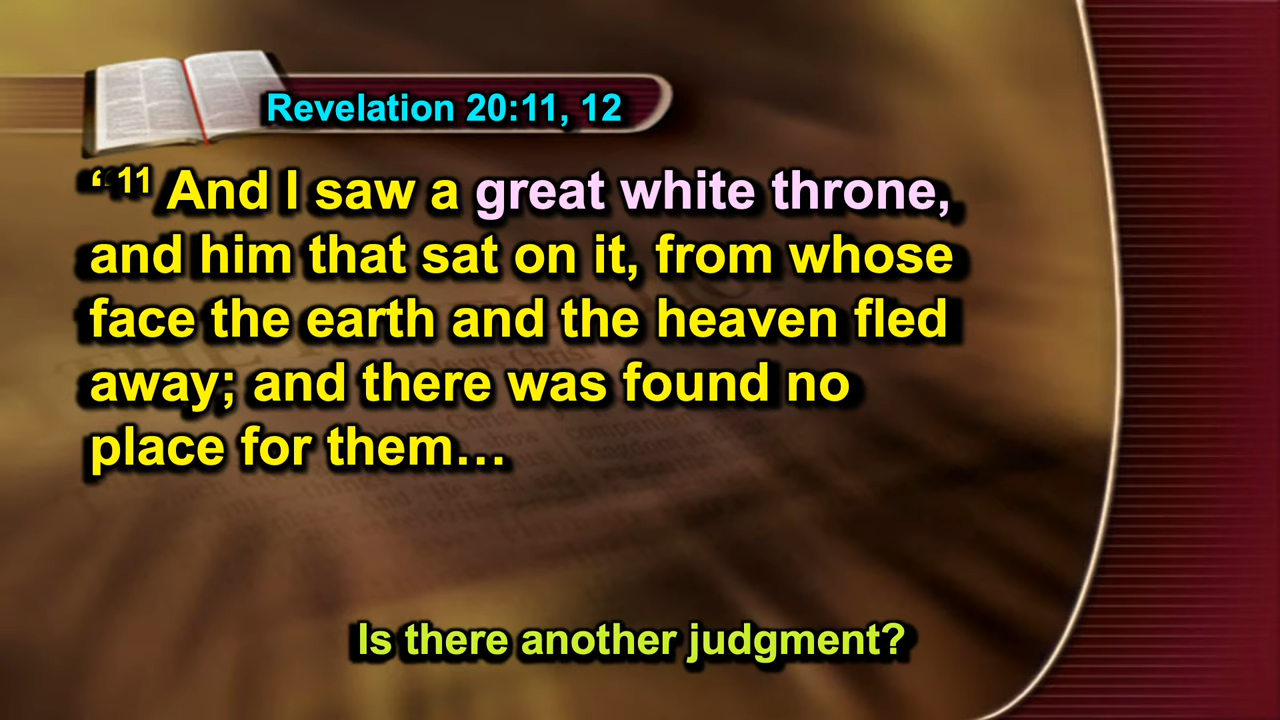 Revelation 20:11, 12
“ 11 And I saw a great white throne,
and him that sat on it, from whose
face the earth and the heaven fled
away; and there was found no
place for them…
Is there another judgment?